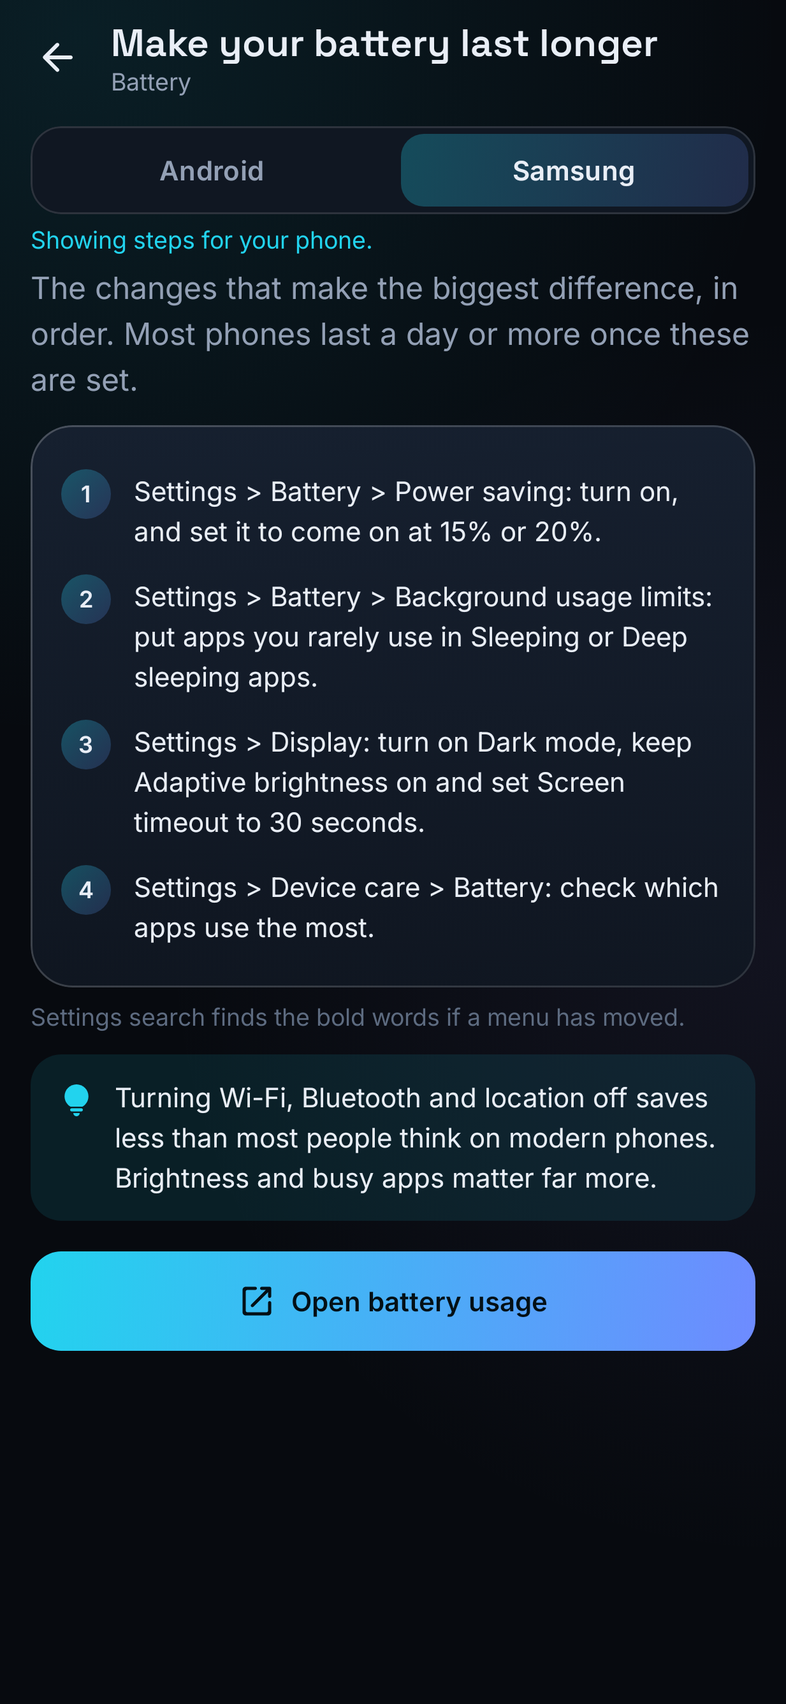 Make your battery last longer
Battery
Android
Samsung
Showing steps for your phone.
The changes that make the biggest difference, in
order. Most phones last a day or more once these
are set.
1
Settings > Battery > Power saving: turn on,
and set it to come on at 15% or 20%.
2
Settings > Battery > Background usage limits:
put apps you rarely use in Sleeping or Deep
sleeping apps.
3
Settings > Display: turn on Dark mode, keep
Adaptive brightness on and set Screen
timeout to 30 seconds.
4
Settings > Device care > Battery: check which
apps use the most.
Settings search finds the bold words if a menu has moved.
Turning Wi-Fi, Bluetooth and location off saves
less than most people think on modern phones.
Brightness and busy apps matter far more.
Open battery usage